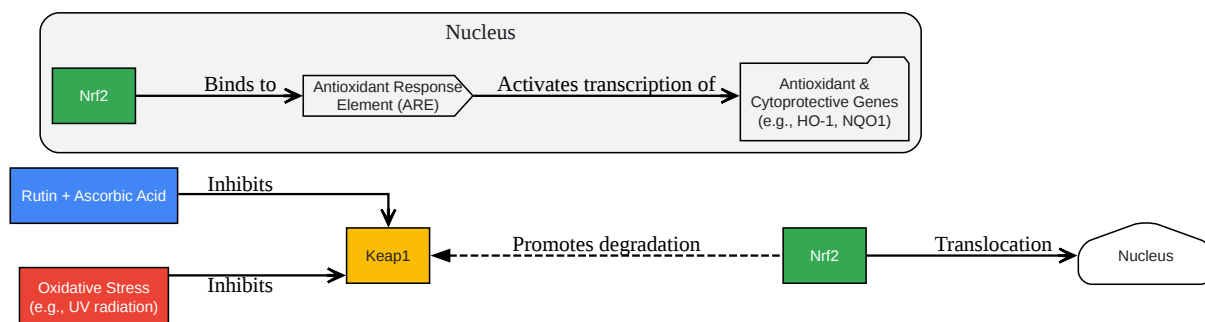 Nucleus
Nrf2
Binds to
Antioxidant Response
Element (ARE)
Activates transcription of
Antioxidant &
Cytoprotective Genes
(e.g., HO-1, NQO1)
Rutin + Ascorbic Acid
Inhibits
Keap1
Promotes degradation
Nrf2
Translocation
Nucleus
Oxidative Stress
(e.g., UV radiation)
Inhibits